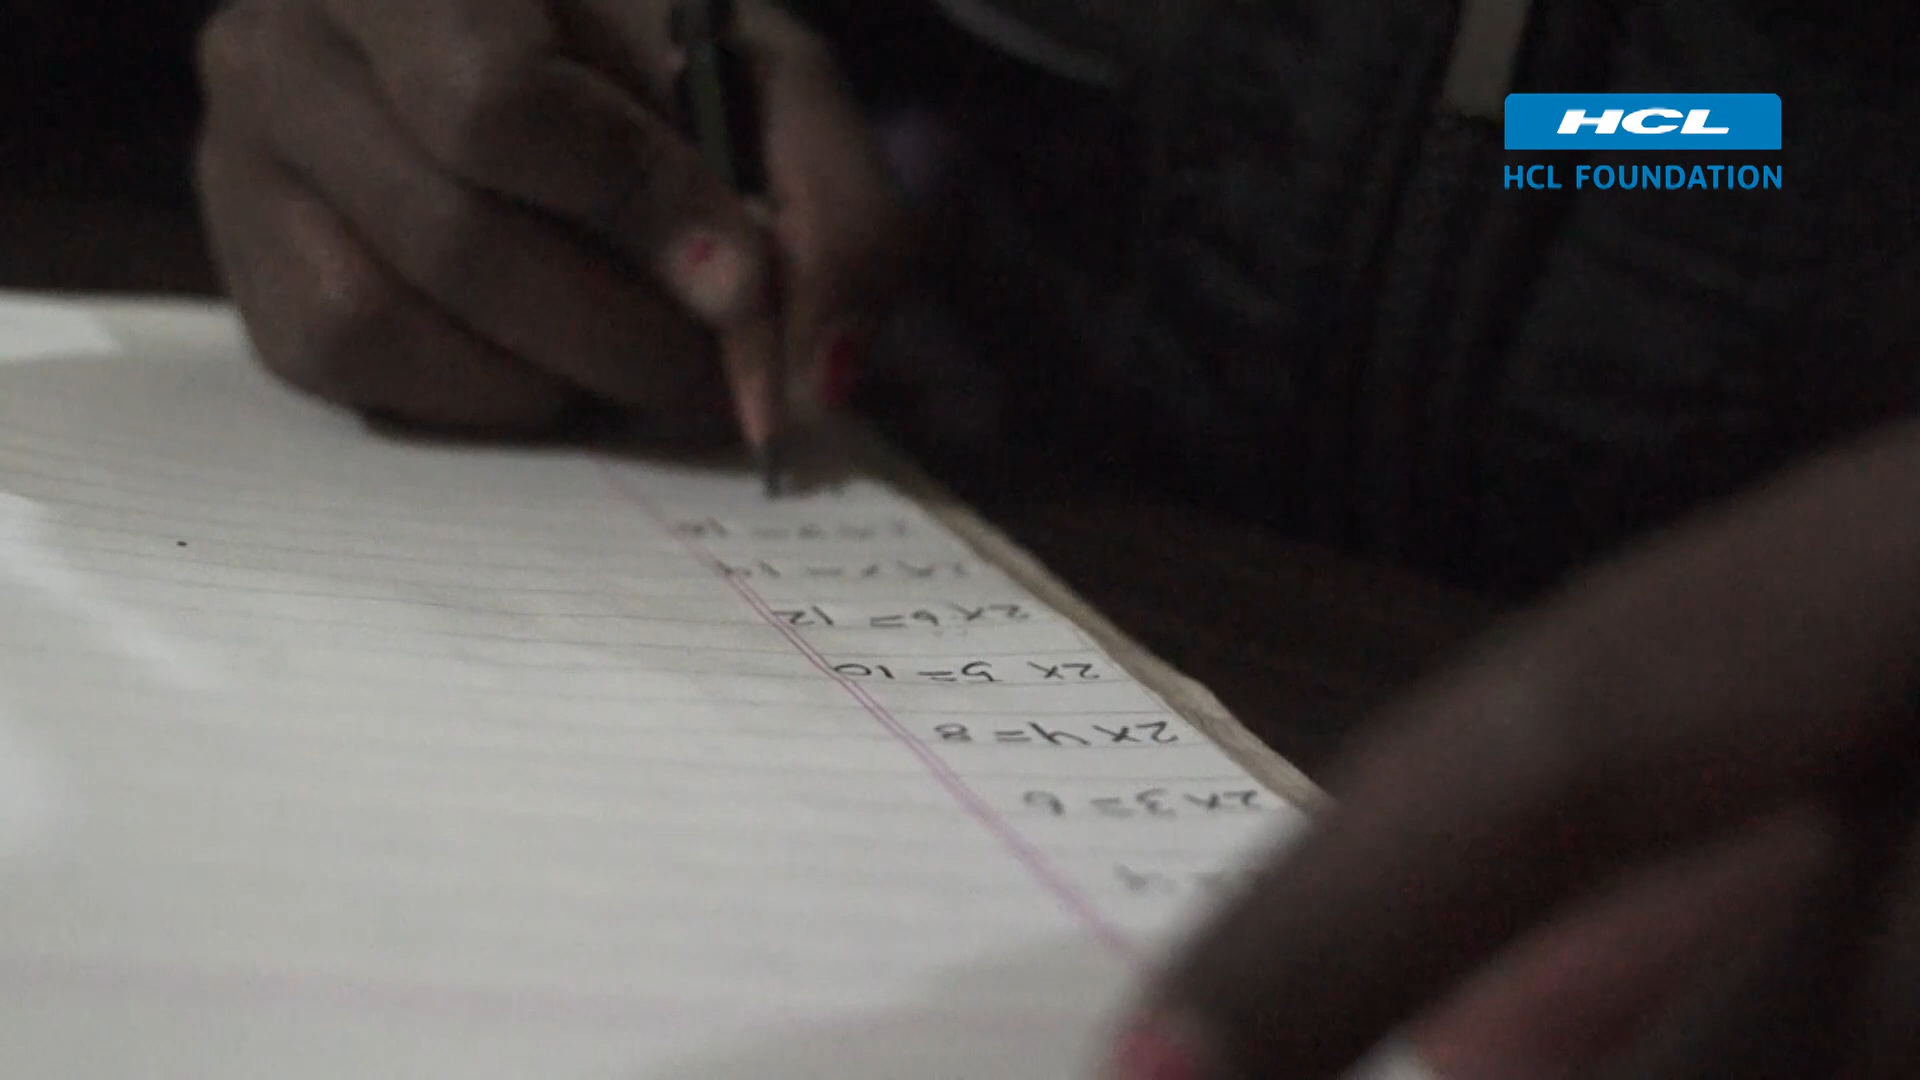 HCL
HCL FOUNDATION
2x3=6
2x4=8
2x 5=10
2x6=12